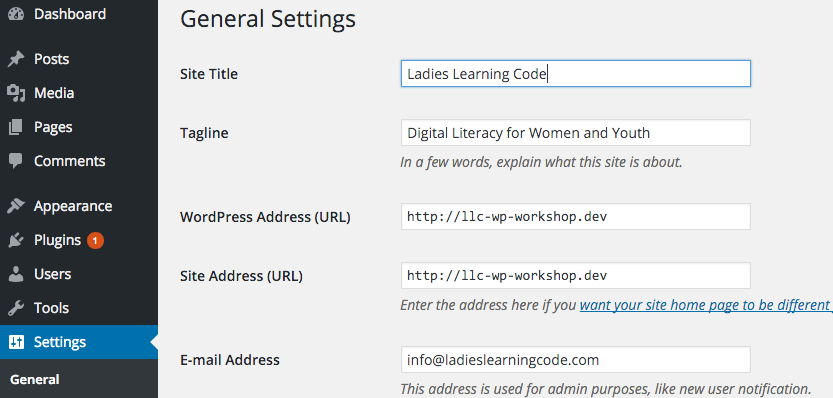 Dashboard
Posts
Media
Pages
Comments
Appearance
Plugins 1
Users
Tools
Settings
General
General Settings
Site Title
Ladies Learning Code
Tagline
Digital Literacy for Women and Youth
In a few words, explain what this site is about.
WordPress Address (URL)
http://llc-wp-workshop.dev
Site Address (URL)
http://llc-wp-workshop.dev
Enter the address here if you want your site home page to be different
E-mail Address
info@ladieslearningcode.com
This address is used for admin purposes, like new user notification.